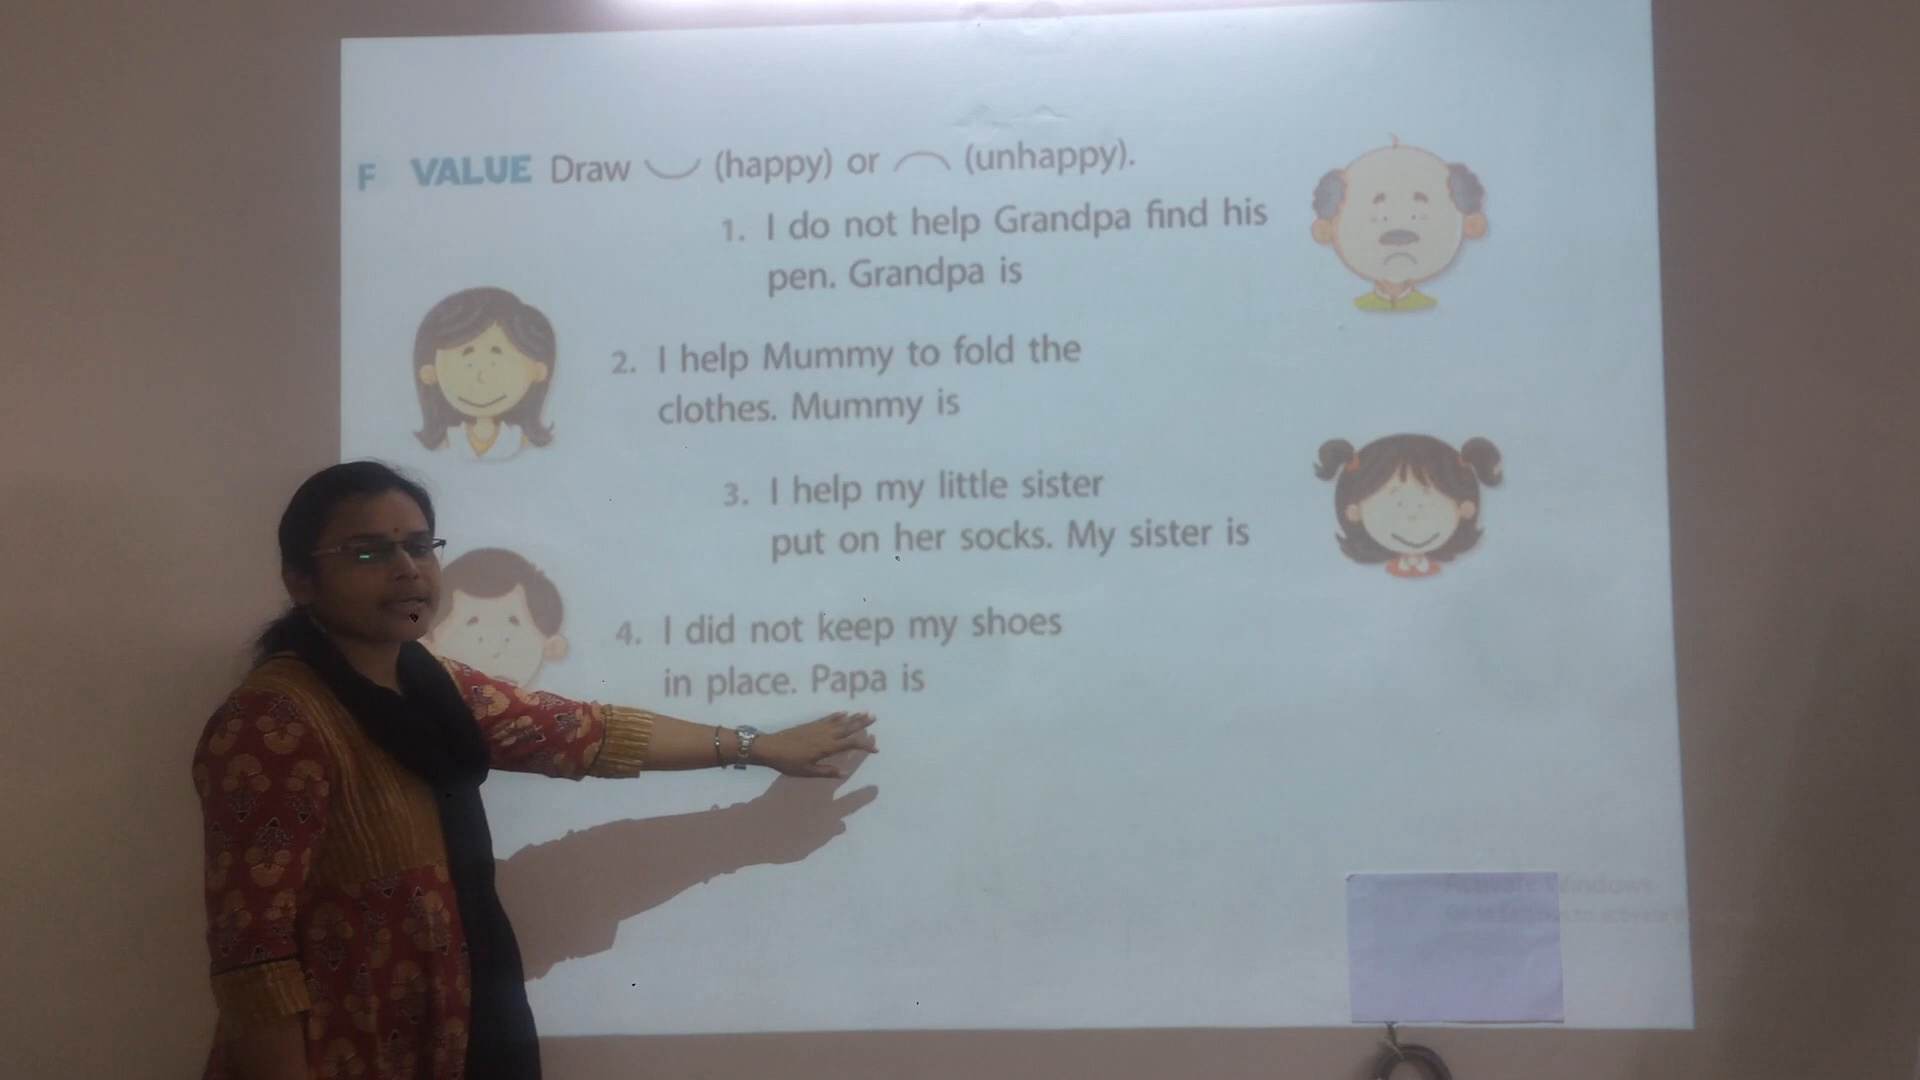 F VALUE Draw (happy) or (unhappy).
1. I do not help Grandpa find his
pen. Grandpa is
2. I help Mummy to fold the
clothes. Mummy is
3. I help my little sister
put on her socks. My sister is
4. I did not keep my shoes
in place. Papa is
Activate Windows